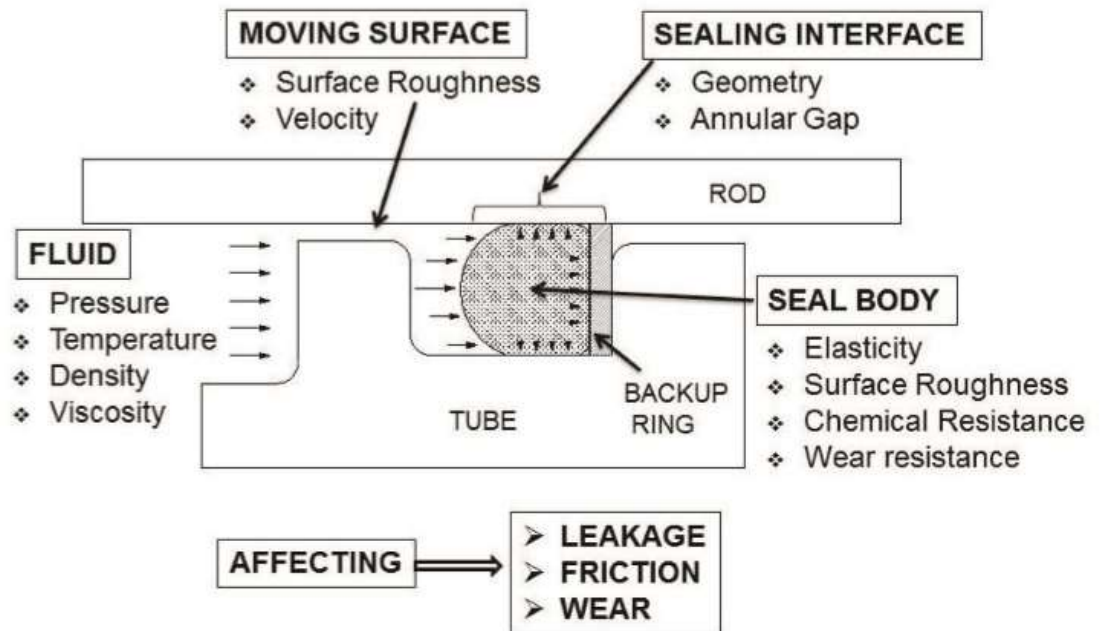 MOVING SURFACE
❖ Surface Roughness
❖ Velocity
SEALING INTERFACE
❖ Geometry
❖ Annular Gap
ROD
FLUID
❖ Pressure
❖ Temperature
❖ Density
❖ Viscosity
SEAL BODY
❖ Elasticity
❖ Surface Roughness
❖ Chemical Resistance
❖ Wear resistance
BACKUP
RING
TUBE
AFFECTING
➢ LEAKAGE
➢ FRICTION
➢ WEAR